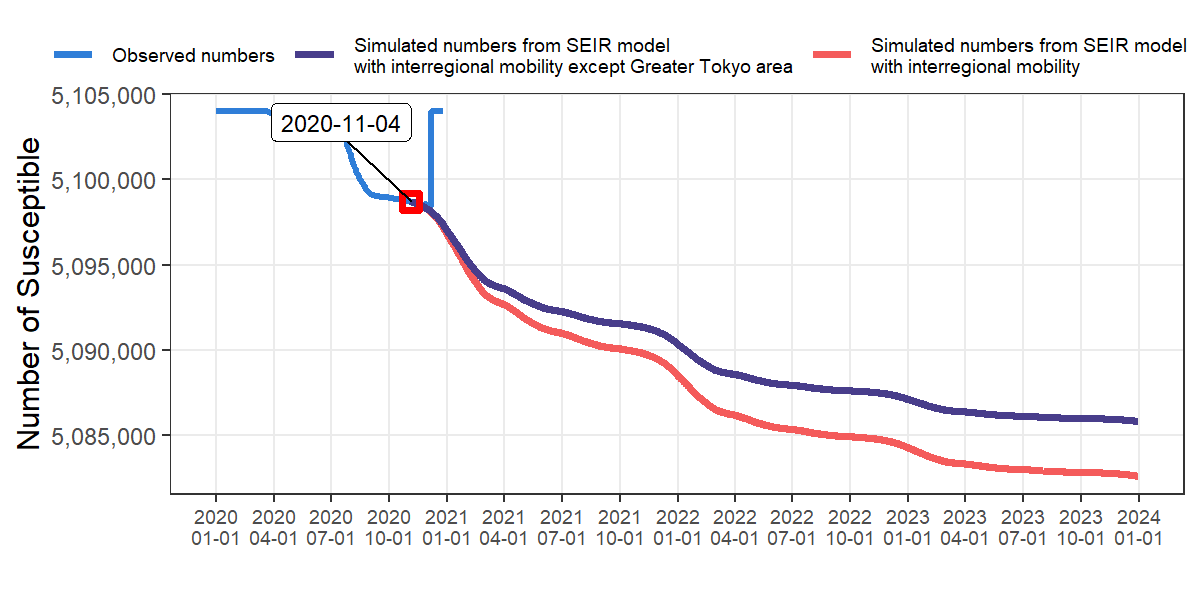 Observed numbers
Simulated numbers from SEIR model
with interregional mobility except Greater Tokyo area
Simulated numbers from SEIR model
with interregional mobility
Number of Susceptible
5,105,000
5,100,000
5,095,000
5,090,000
5,085,000
2020-11-04
2020 2020 2020 2020 2021 2021 2021 2021 2022 2022 2022 2022 2023 2023 2023 2023 2024
01-01 04-01 07-01 10-01 01-01 04-01 07-01 10-01 01-01 04-01 07-01 10-01 01-01 04-01 07-01 10-01 01-01